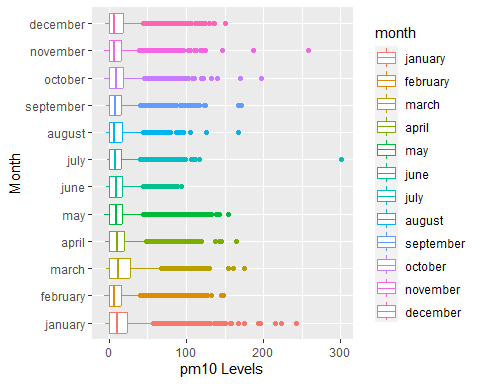 december
november
october
september
august
july
june
may
april
march
february
january
Month
0 100 200 300
pm10 Levels
month
january
february
march
april
may
june
july
august
september
october
november
december